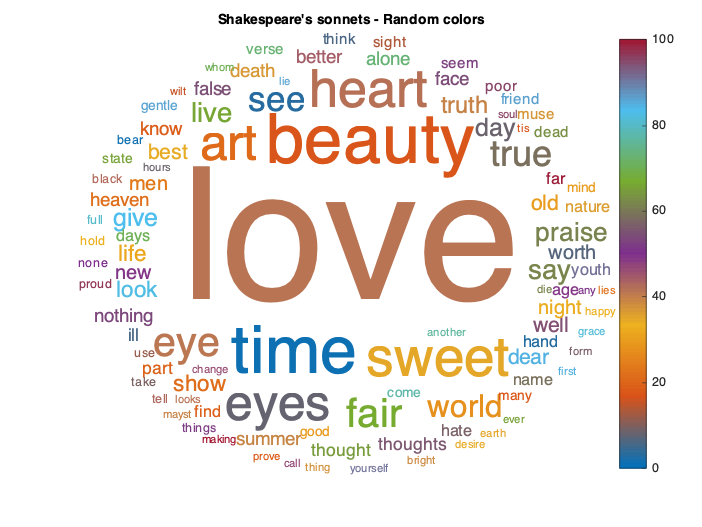 Shakespeare's sonnets - Random colors
think
sight
verse
better
alone
seem
whom
death
lie
heart
face
poor
wilt
false
see
truth
friend
gentle
live
soul
muse
know
art
beauty
day
tis
dead
bear
best
true
state
hours
black
men
love
far
mind
heaven
old
nature
full
give
praise
hold
days
life
worth
none
new
say
youth
proud
look
die
age
any
lies
nothing
night
happy
ill
eye
time
another
well
grace
use
sweet
hand
form
part
change
dear
first
take
show
name
tell
looks
eyes
come
many
mayst
find
fair
world
ever
things
good
hate
earth
making
summer
thought
thoughts
desire
prove
call
thing
yourself
bright
100
80
60
40
20
0